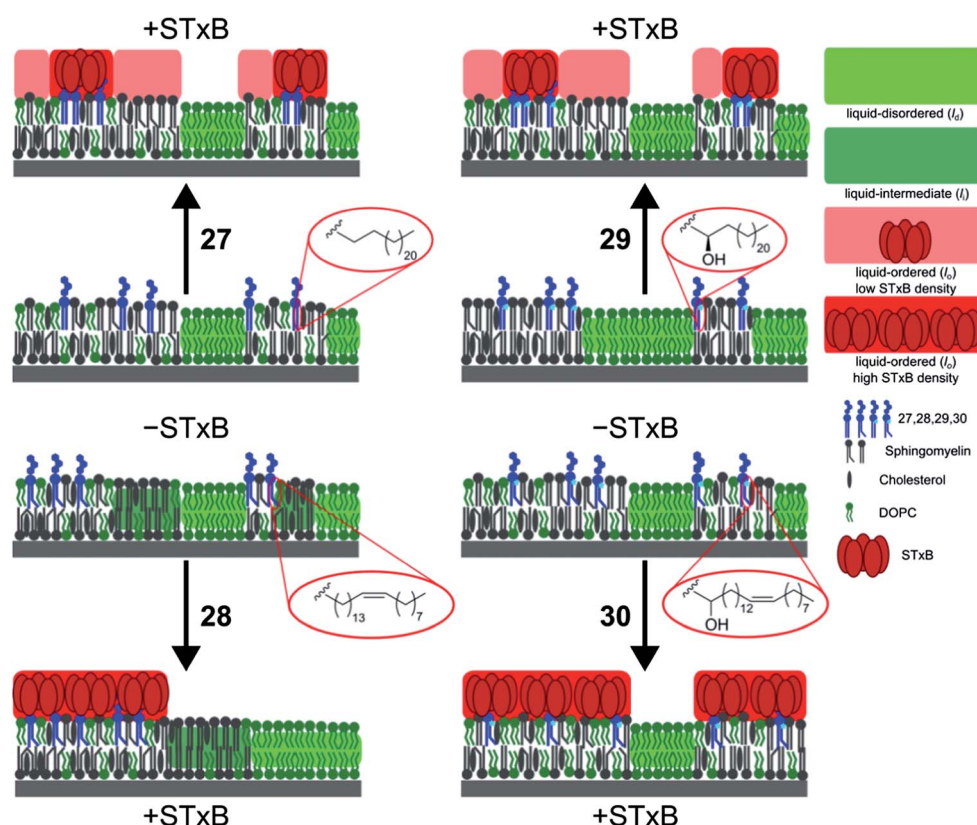 +STxB
+STxB
liquid-disordered (ld)
liquid-intermediate (li)
27
20
29
OH
20
liquid-ordered (lo)
low STxB density
liquid-ordered (lo)
high STxB density
−STxB
−STxB
27,28,29,30
Sphingomyelin
Cholesterol
DOPC
STxB
28
13
7
30
OH
12
7
+STxB
+STxB